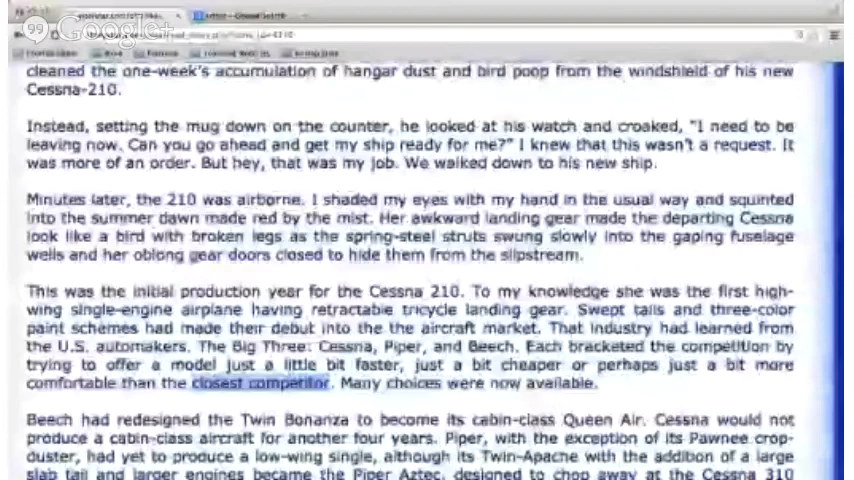 Google+
cleaned the one-week's accumulation of hangar dust and bird poop from the windshield of his new
Cessna-210.
Instead, setting the mug down on the counter, he looked at his watch and croaked, "I need to be
leaving now. Can you go ahead and get my ship ready for me?" I knew that this wasn't a request. It
was more of an order. But hey, that was my job. We walked down to his new ship.
Minutes later, the 210 was airborne. I shaded my eyes with my hand in the usual way and squinted
into the summer dawn made red by the mist. Her awkward landing gear made the departing Cessna
look like a bird with broken legs as the spring-steel struts swung slowly into the gaping fuselage
wells and her oblong gear doors closed to hide them from the slipstream.
This was the initial production year for the Cessna 210. To my knowledge she was the first high-
wing single-engine airplane having retractable tricycle landing gear. Swept tails and three-color
paint schemes had made their debut into the the aircraft market. That industry had learned from
the U.S. automakers. The Big Three: Cessna, Piper, and Beech. Each bracketed the competition by
trying to offer a model just a little bit faster, just a bit cheaper or perhaps just a bit more
comfortable than the closest competitor. Many choices were now available.
Beech had redesigned the Twin Bonanza to become its cabin-class Queen Air. Cessna would not
produce a cabin-class aircraft for another four years. Piper, with the exception of its Pawnee crop-
duster, had yet to produce a low-wing single, although its Twin-Apache with the addition of a large
slab tail and larger engines became the Piper Aztec, designed to chop away at the Cessna 310